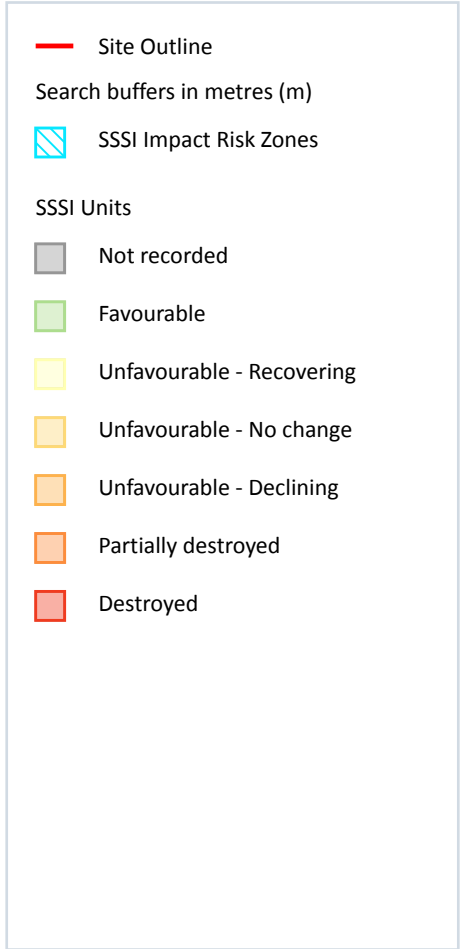 Site Outline
Search buffers in metres (m)
SSSI Impact Risk Zones
SSSI Units
Not recorded
Favourable
Unfavourable - Recovering
Unfavourable - No change
Unfavourable - Declining
Partially destroyed
Destroyed